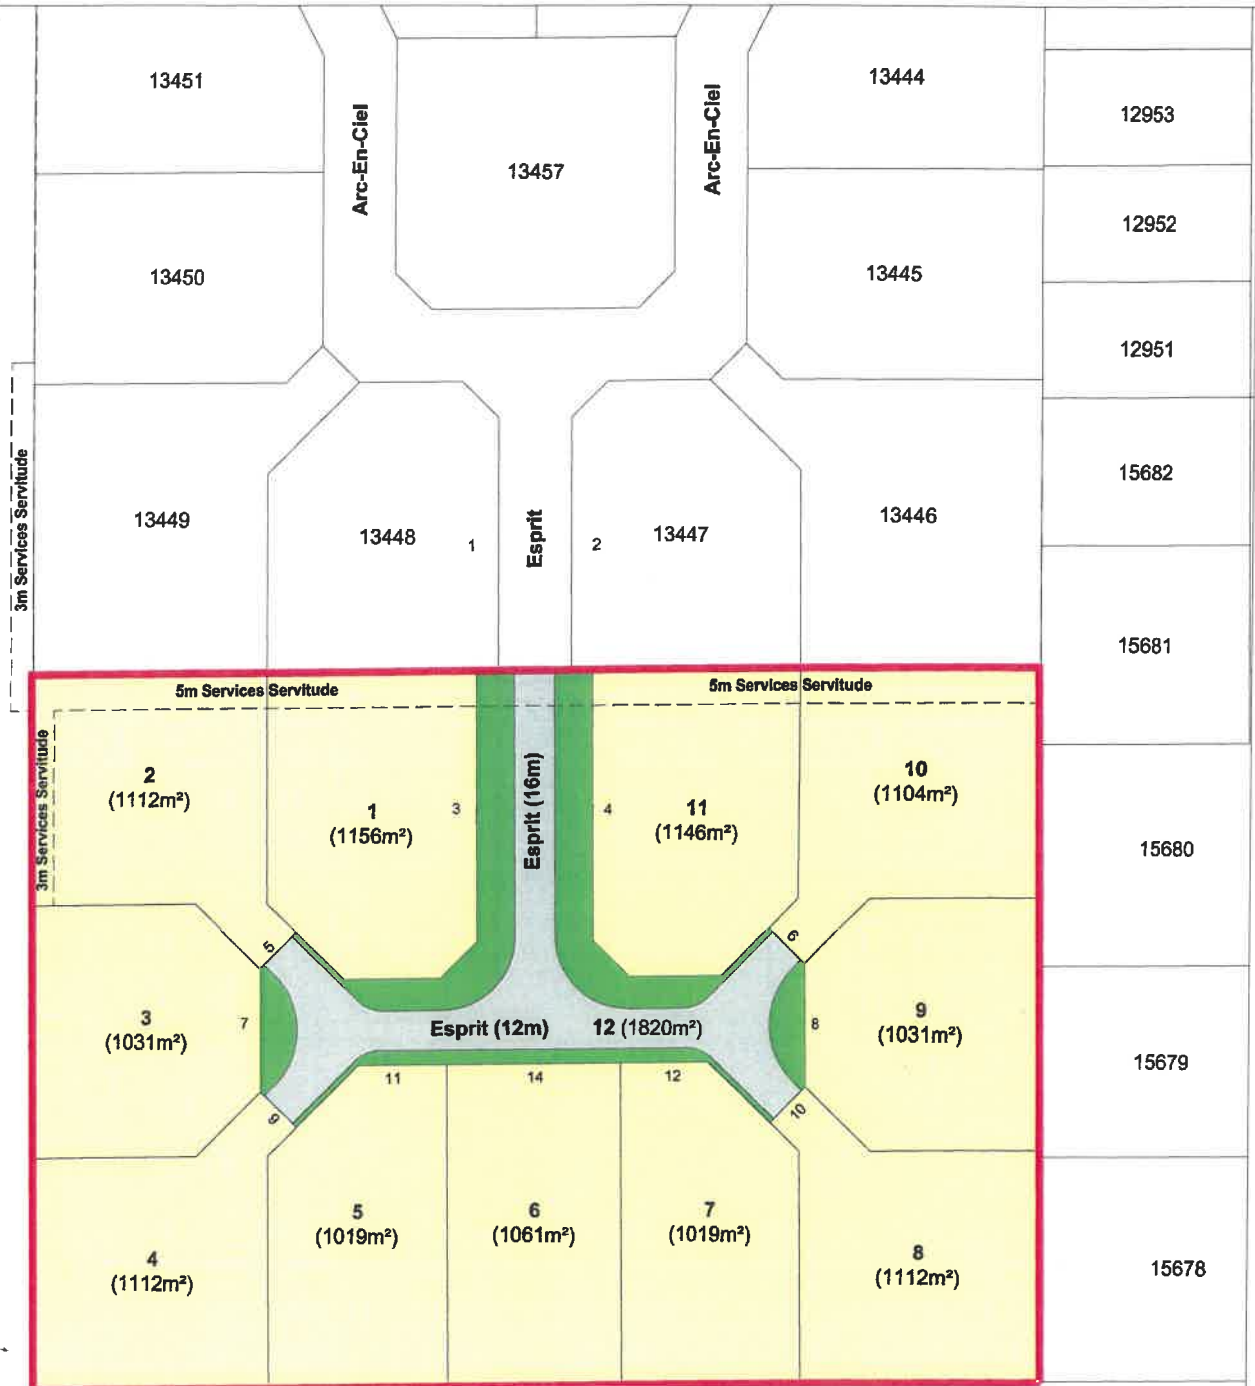 13451
Arc-En-Ciel
13457
Arc-En-Ciel
13444
12953
12952
13450
13445
12951
15682
3m Services Servitude
13449
13448
1
Esprit
2
13447
13446
15681
5m Services Servitude
5m Services Servitude
3m Services Servitude
2
(1112m²)
1
(1156m²)
3
Esprit (16m)
4
11
(1146m²)
10
(1104m²)
15680
5
6
3
(1031m²)
7
Esprit (12m)
12 (1820m²)
8
9
(1031m²)
15679
9
11
14
12
10
4
(1112m²)
5
(1019m²)
6
(1061m²)
7
(1019m²)
8
(1112m²)
15678